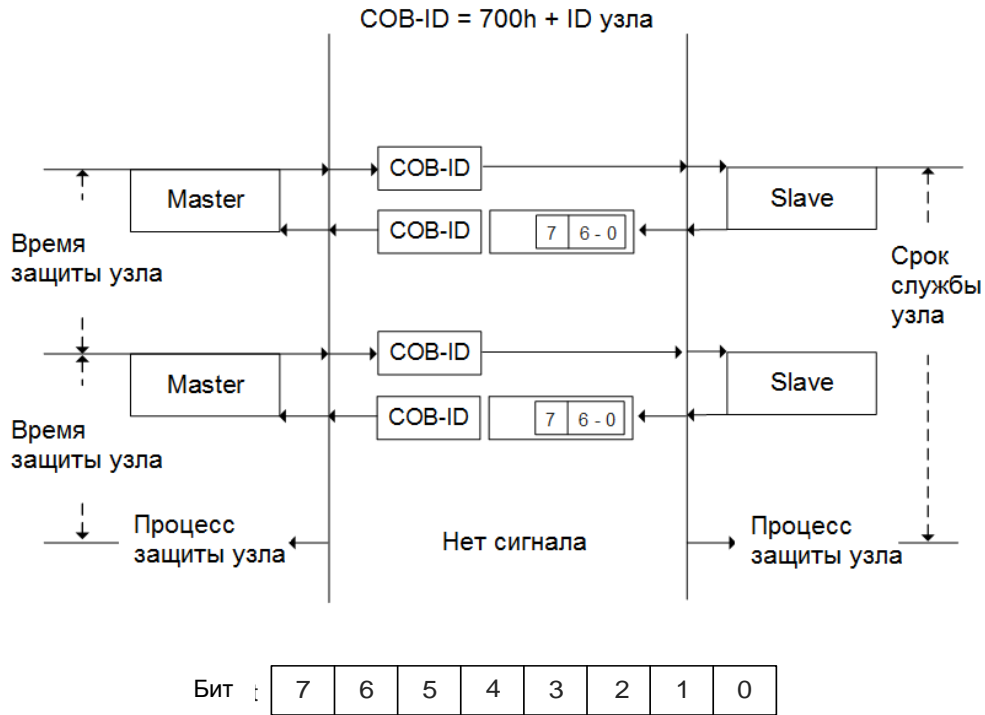 COB-ID = 700h + ID узла
COB-ID
Master
Slave
COB-ID
7 6 - 0
Время
защиты узла
Срок
службы
узла
COB-ID
Master
Slave
COB-ID
7 6 - 0
Время
защиты узла
Процесс
защиты узла
Нет сигнала
Процесс
защиты узла
Бит t 7 6 5 4 3 2 1 0